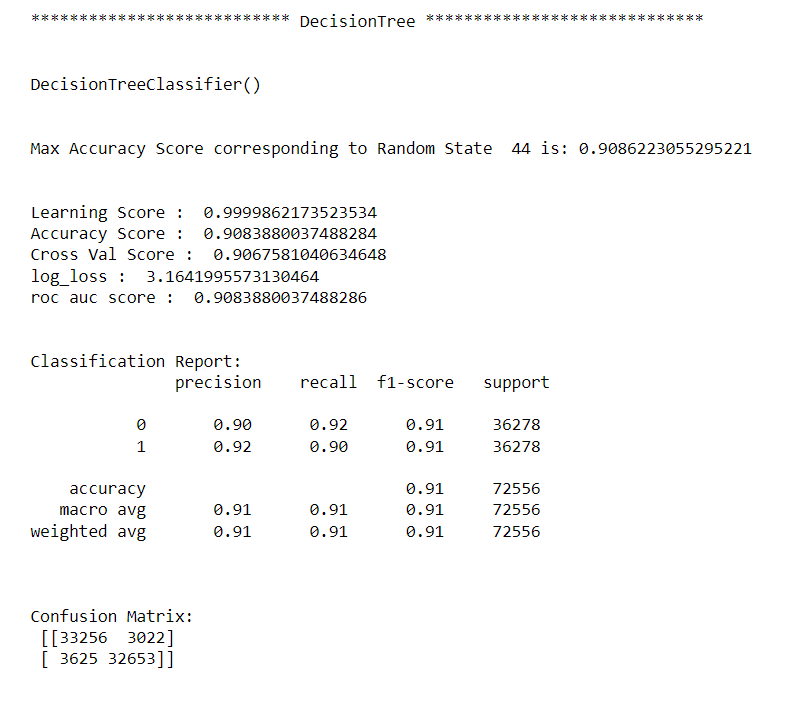 *************************** DecisionTree *****************************
DecisionTreeClassifier()
Max Accuracy Score corresponding to Random State  44 is: 0.9086223055295221
Learning Score :  0.9999862173523534
Accuracy Score :  0.9083880037488284
Cross Val Score :  0.9067581040634648
log_loss :  3.1641995573130464
roc auc score :  0.9083880037488286
Classification Report:
               precision    recall  f1-score   support
           0       0.90      0.92      0.91     36278
           1       0.92      0.90      0.91     36278
    accuracy                           0.91     72556
   macro avg       0.91      0.91      0.91     72556
weighted avg       0.91      0.91      0.91     72556
Confusion Matrix:
 [[33256  3022]
 [ 3625 32653]]